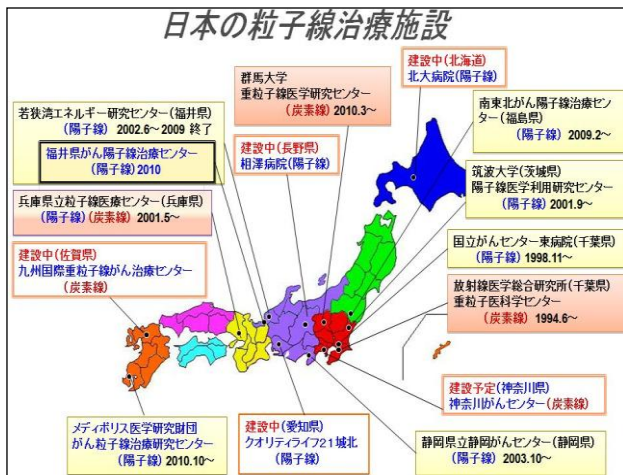 日本の粒子線治療施設
建設中(北海道)
北大病院(陽子線)
群馬大学
重粒子線医学研究センター
(炭素線) 2010.3～
若狭湾エネルギー研究センター(福井県)
(陽子線) 2002.6～2009 終了
福井県がん陽子線治療センター
(陽子線) 2010
建設中(長野県)
相澤病院(陽子線)
南東北がん陽子線治療セン
ター(福島県)
(陽子線) 2009.2～
筑波大学(茨城県)
陽子線医学利用研究センター
(陽子線) 2001.9～
兵庫県立粒子線医療センター(兵庫県)
(陽子線)(炭素線) 2001.5～
国立がんセンター東病院(千葉県)
(陽子線) 1998.11～
建設中(佐賀県)
九州国際重粒子線がん治療センター
(炭素線)
放射線医学総合研究所(千葉県)
重粒子医科学センター
(炭素線) 1994.6～
建設予定(神奈川県)
神奈川がんセンター(炭素線)
メディポリス医学研究財団
がん粒子線治療研究センター
(陽子線) 2010.10～
建設中(愛知県)
クオリティライフ21城北
(陽子線)
静岡県立静岡がんセンター(静岡県)
(陽子線) 2003.10～